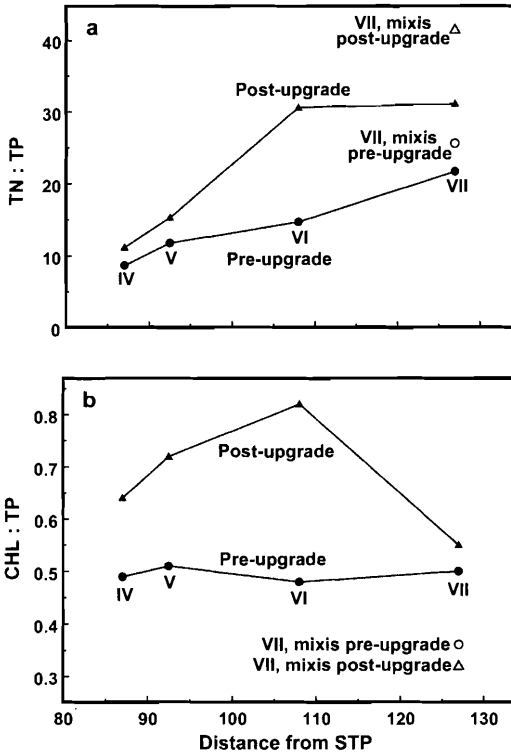 a
VII, mixis
post-upgrade
40
Post-upgrade
30
VII, mixis
pre-upgrade
TN : TP
20
VII
VI
10
V
Pre-upgrade
IV
0
b
0.8
Post-upgrade
0.7
CHL : TP
0.6
Pre-upgrade
0.5
IV
V
VI
VII
0.4
VII, mixis pre-upgrade
VII, mixis post-upgrade
0.3
80 90 100 110 120 130
Distance from STP